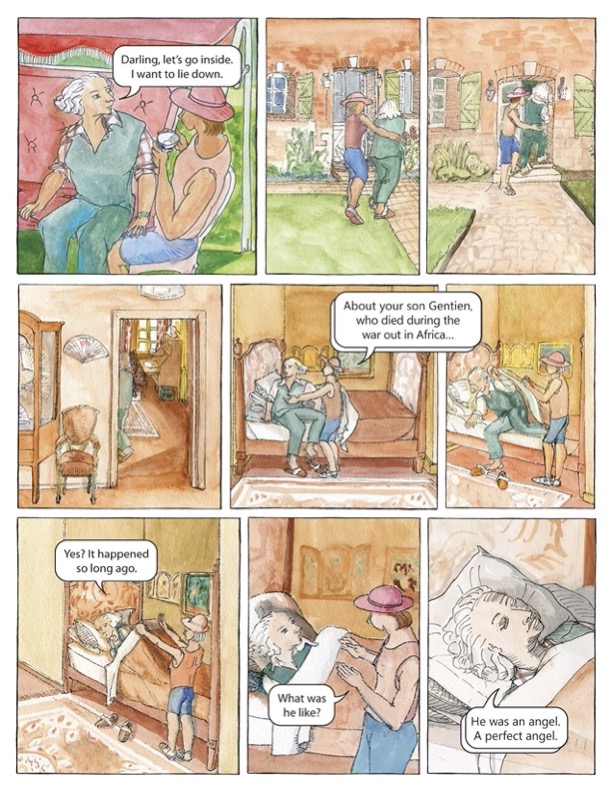 Darling, let's go inside.
I want to lie down.
About your son Gentien,
who died during the
war out in Africa...
Yes? It happened
so long ago.
What was
he like?
He was an angel.
A perfect angel.